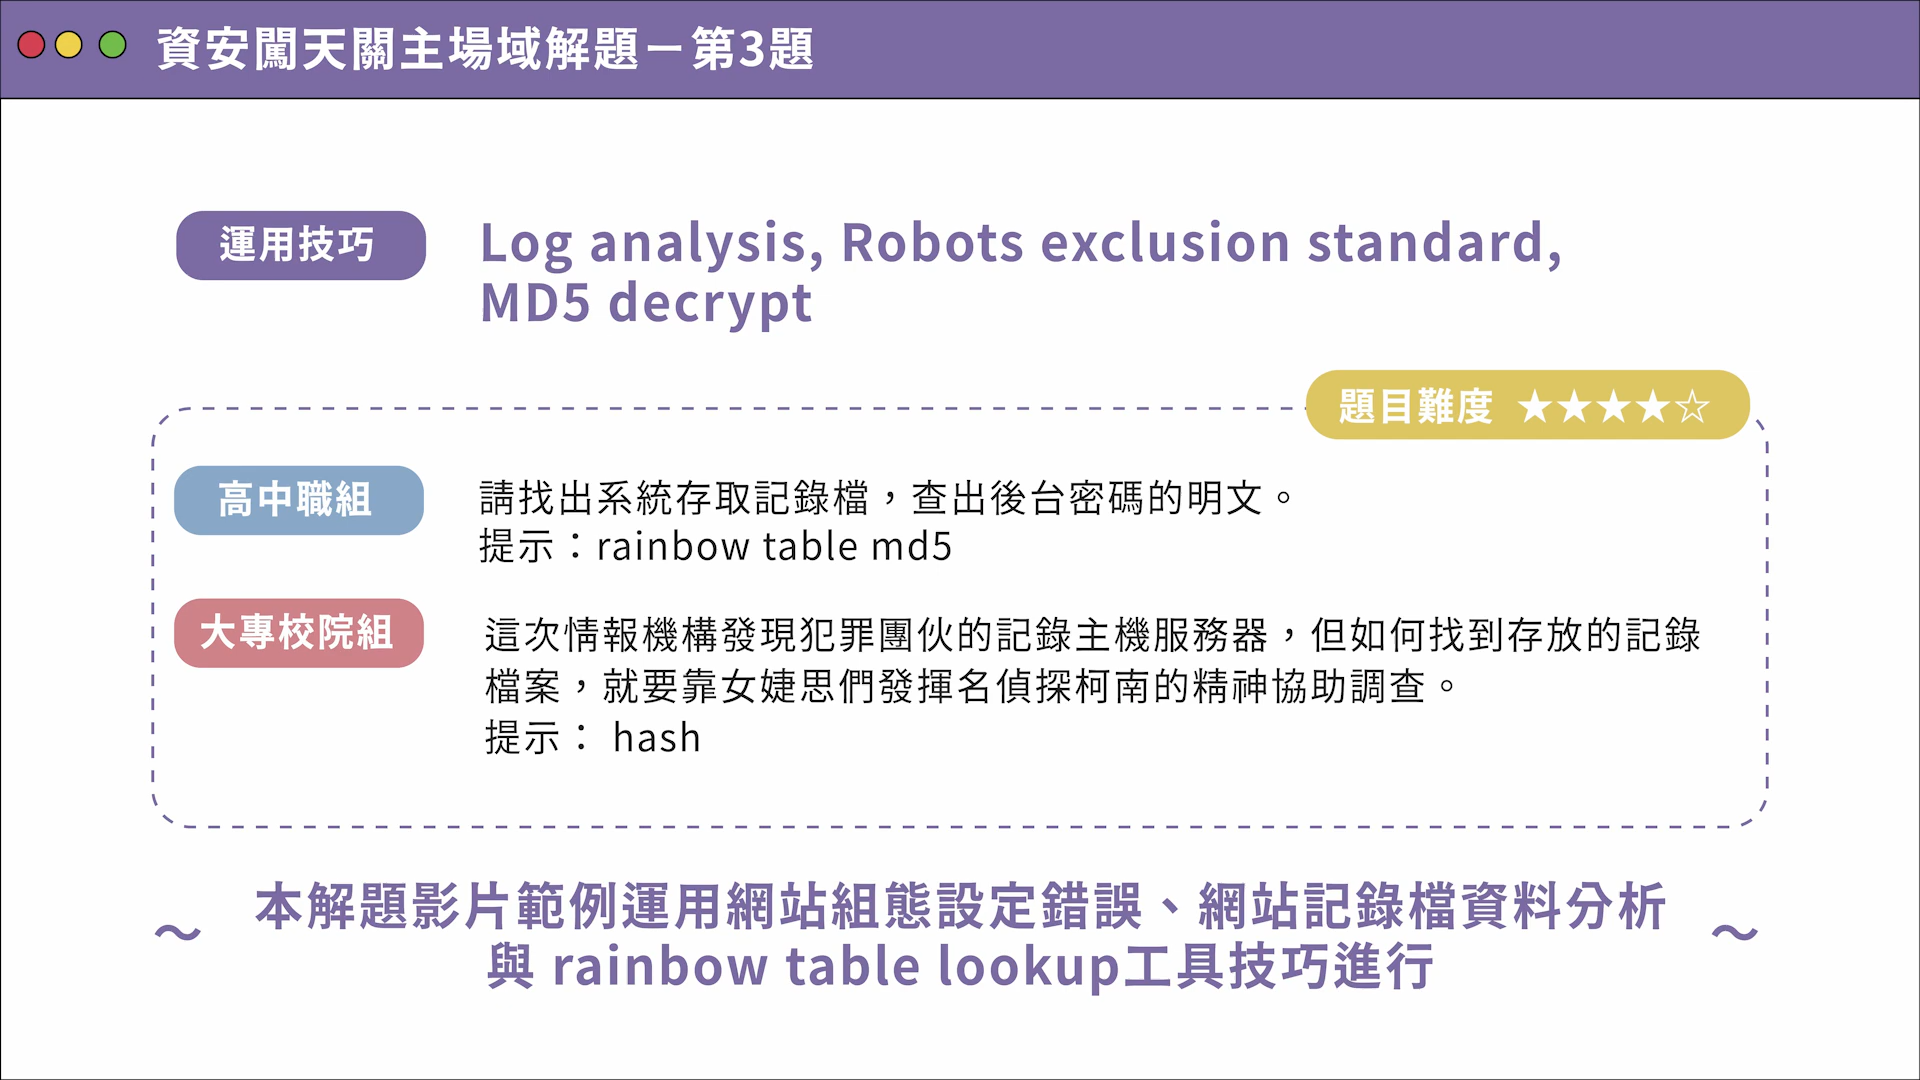 資安闖天關主場域解題－第3題
運用技巧
Log analysis, Robots exclusion standard,
MD5 decrypt
題目難度 ★★★★☆
高中職組
請找出系統存取記錄檔，查出後台密碼的明文。
提示：rainbow table md5
大專校院組
這次情報機構發現犯罪團伙的記錄主機服務器，但如何找到存放的記錄
檔案，就要靠女婕思們發揮名偵探柯南的精神協助調查。
提示： hash
～ 本解題影片範例運用網站組態設定錯誤、網站記錄檔資料分析 ～
與 rainbow table lookup工具技巧進行